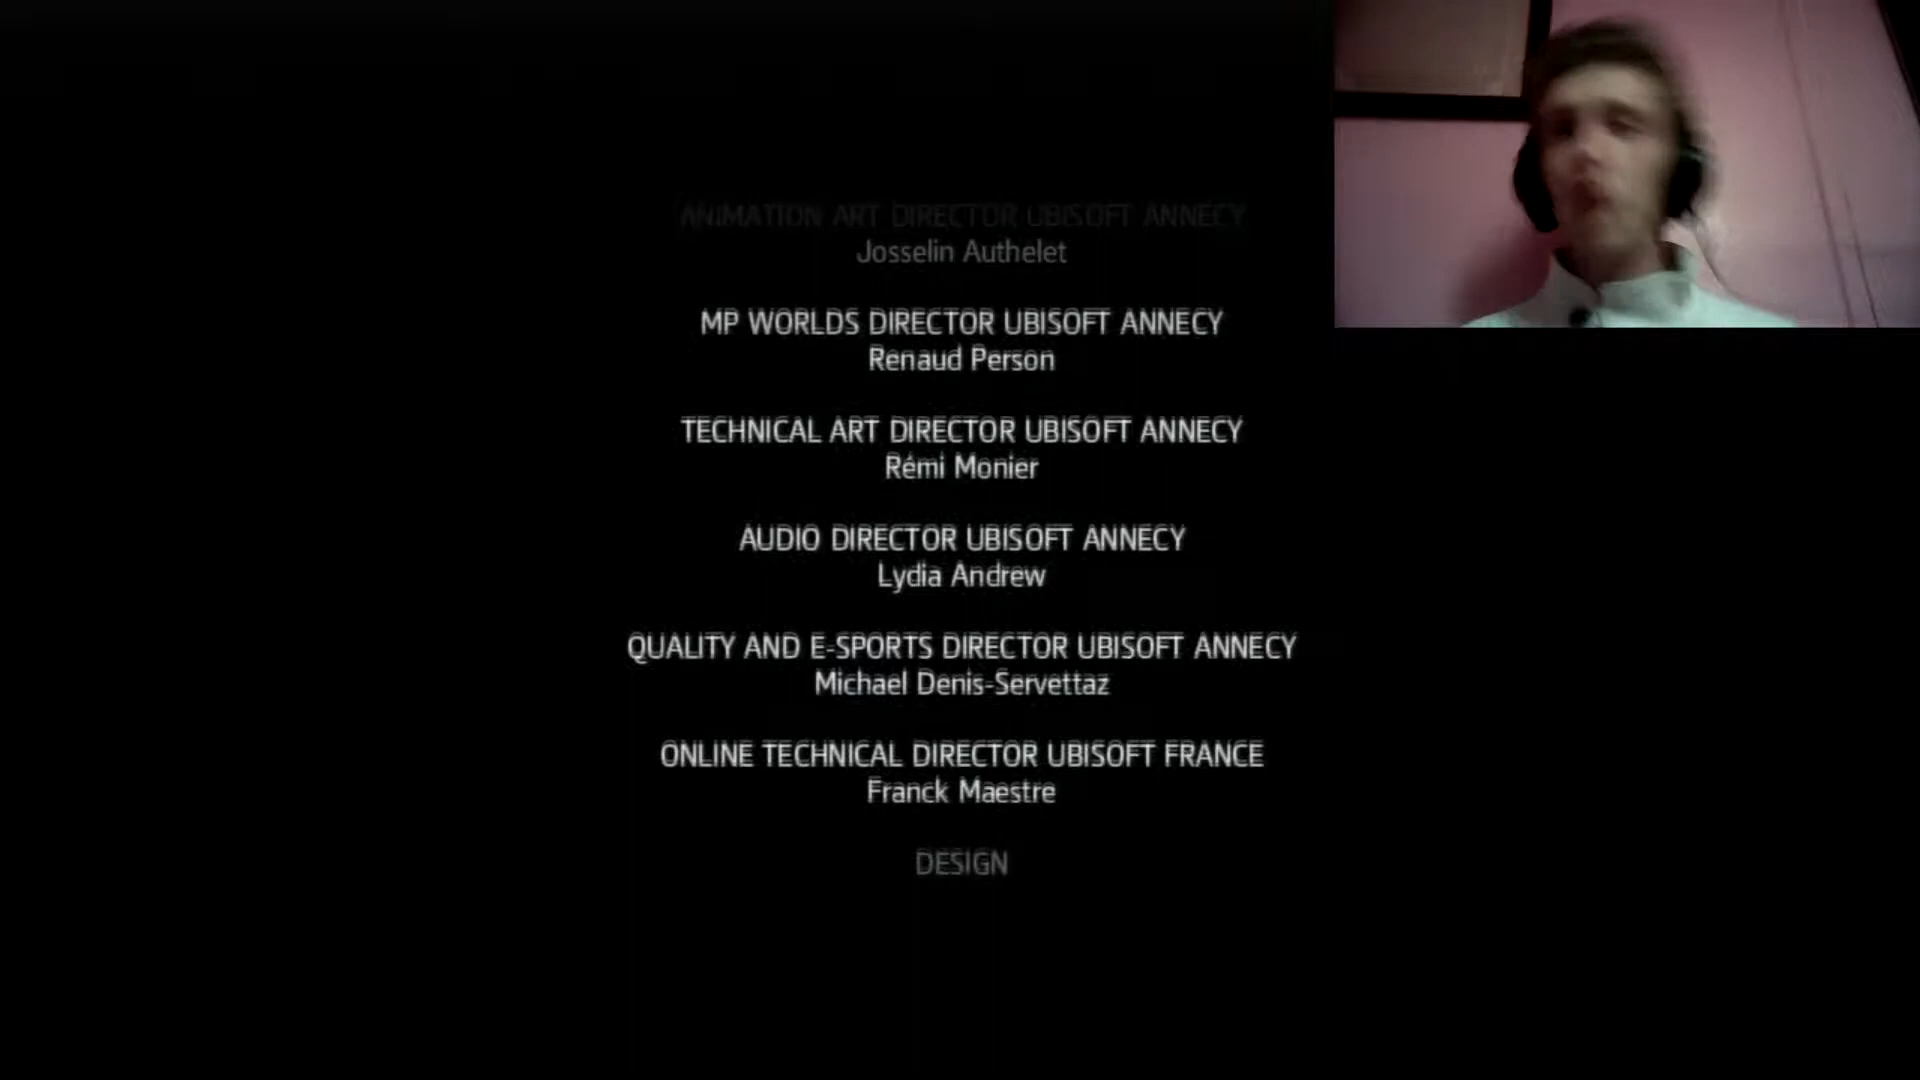 ANIMATION ART DIRECTOR UBISOFT ANNECY
Josselin Authelet
MP WORLDS DIRECTOR UBISOFT ANNECY
Renaud Person
TECHNICAL ART DIRECTOR UBISOFT ANNECY
Rémi Monier
AUDIO DIRECTOR UBISOFT ANNECY
Lydia Andrew
QUALITY AND E-SPORTS DIRECTOR UBISOFT ANNECY
Michael Denis-Servettaz
ONLINE TECHNICAL DIRECTOR UBISOFT FRANCE
Franck Maestre
DESIGN